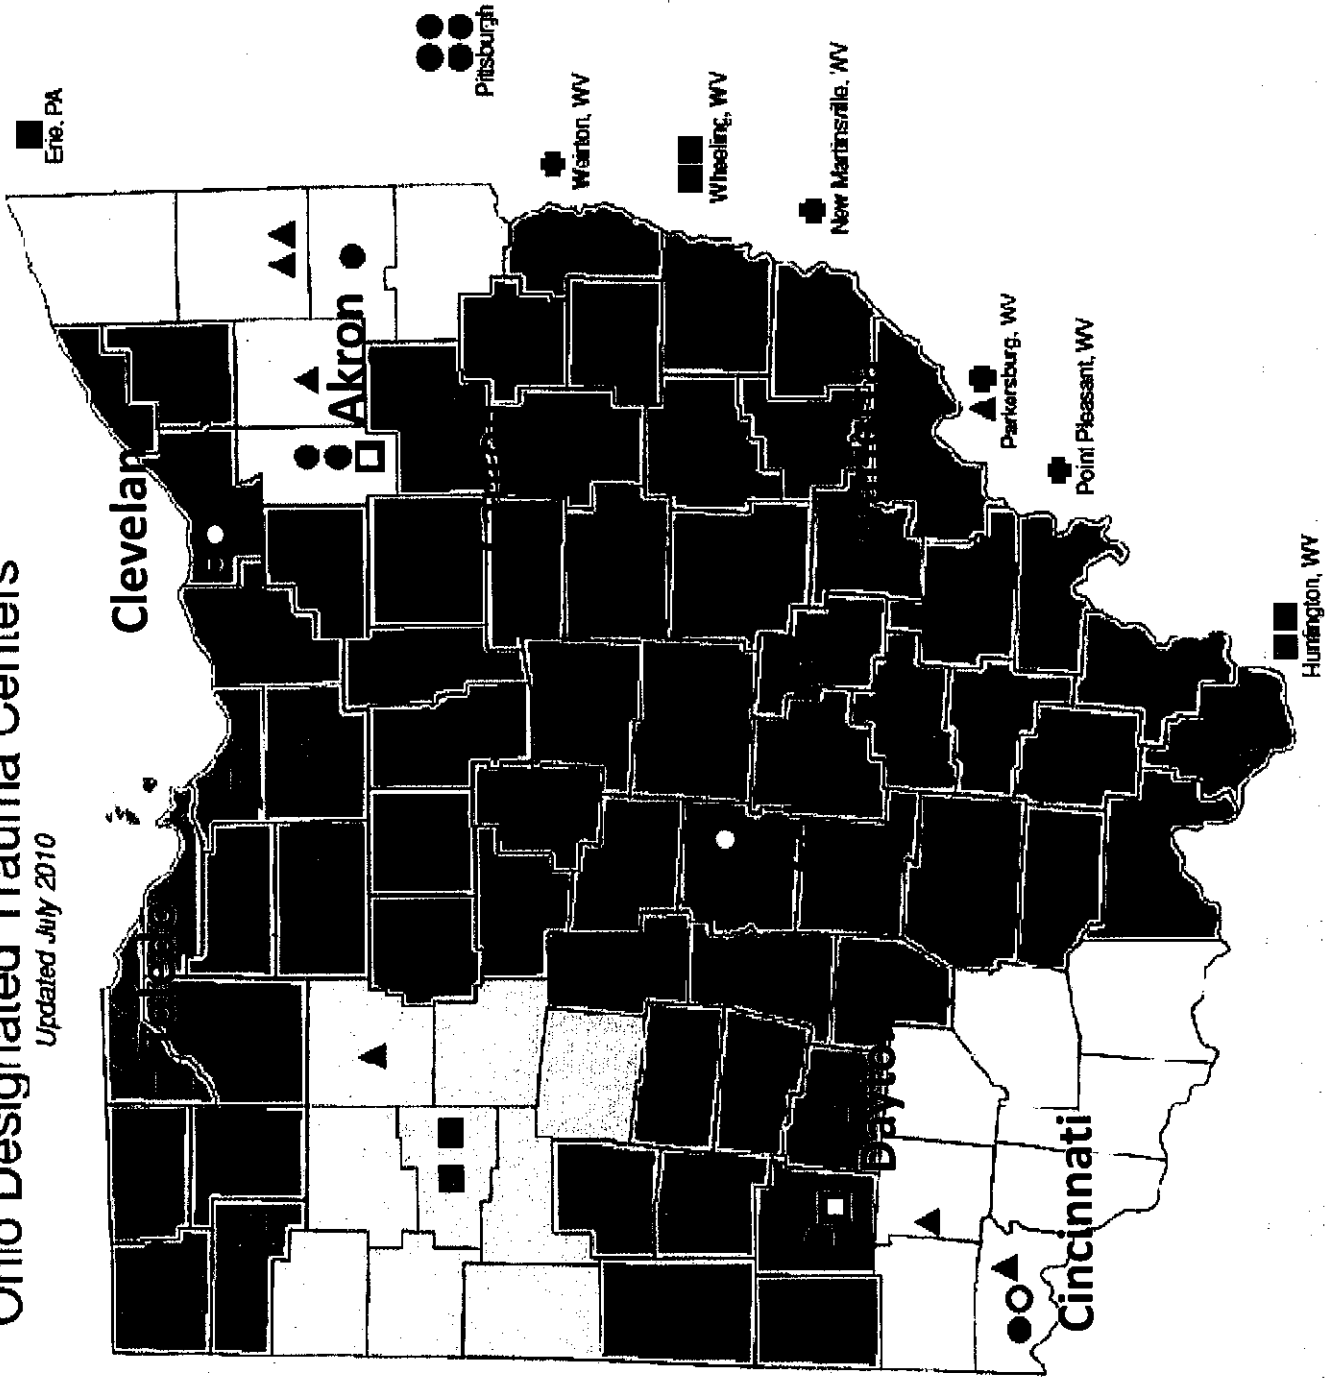 Ohio Designated Trauma Centers
Updated July 2010
Erie, PA
Pittsburgh
Clevelan
Akron
Weirton, WV
Wheeling, WV
New Martinsville, WV
Parkersburg, WV
Point Pleasant, WV
Huntington, WV
Dayto
Cincinnati